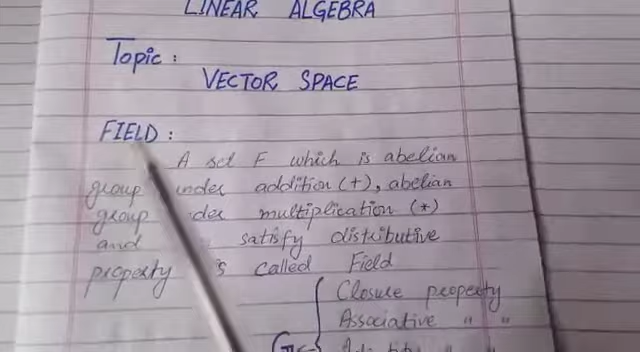 LINEAR ALGEBRA
Topic :
VECTOR SPACE
FIELD :
A set F which is abelian
group under addition (+), abelian
group multiplication (*)
and satisfy distributive
property is called Field
Closure property
Associative " "